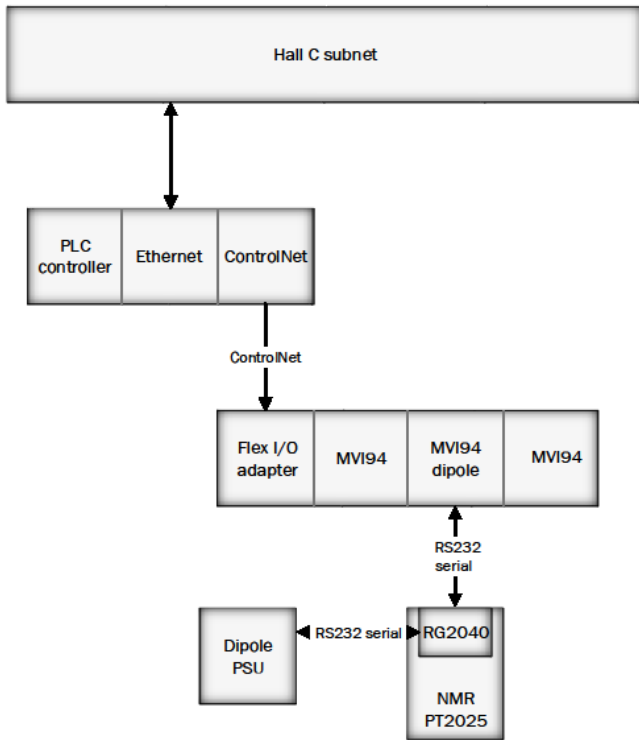 Hall C subnet
PLC
controller
Ethernet
ControlNet
ControlNet
Flex I/O
adapter
MVI94
MVI94
dipole
MVI94
RS232
serial
Dipole
PSU
RS232 serial
RG2040
NMR
PT2025